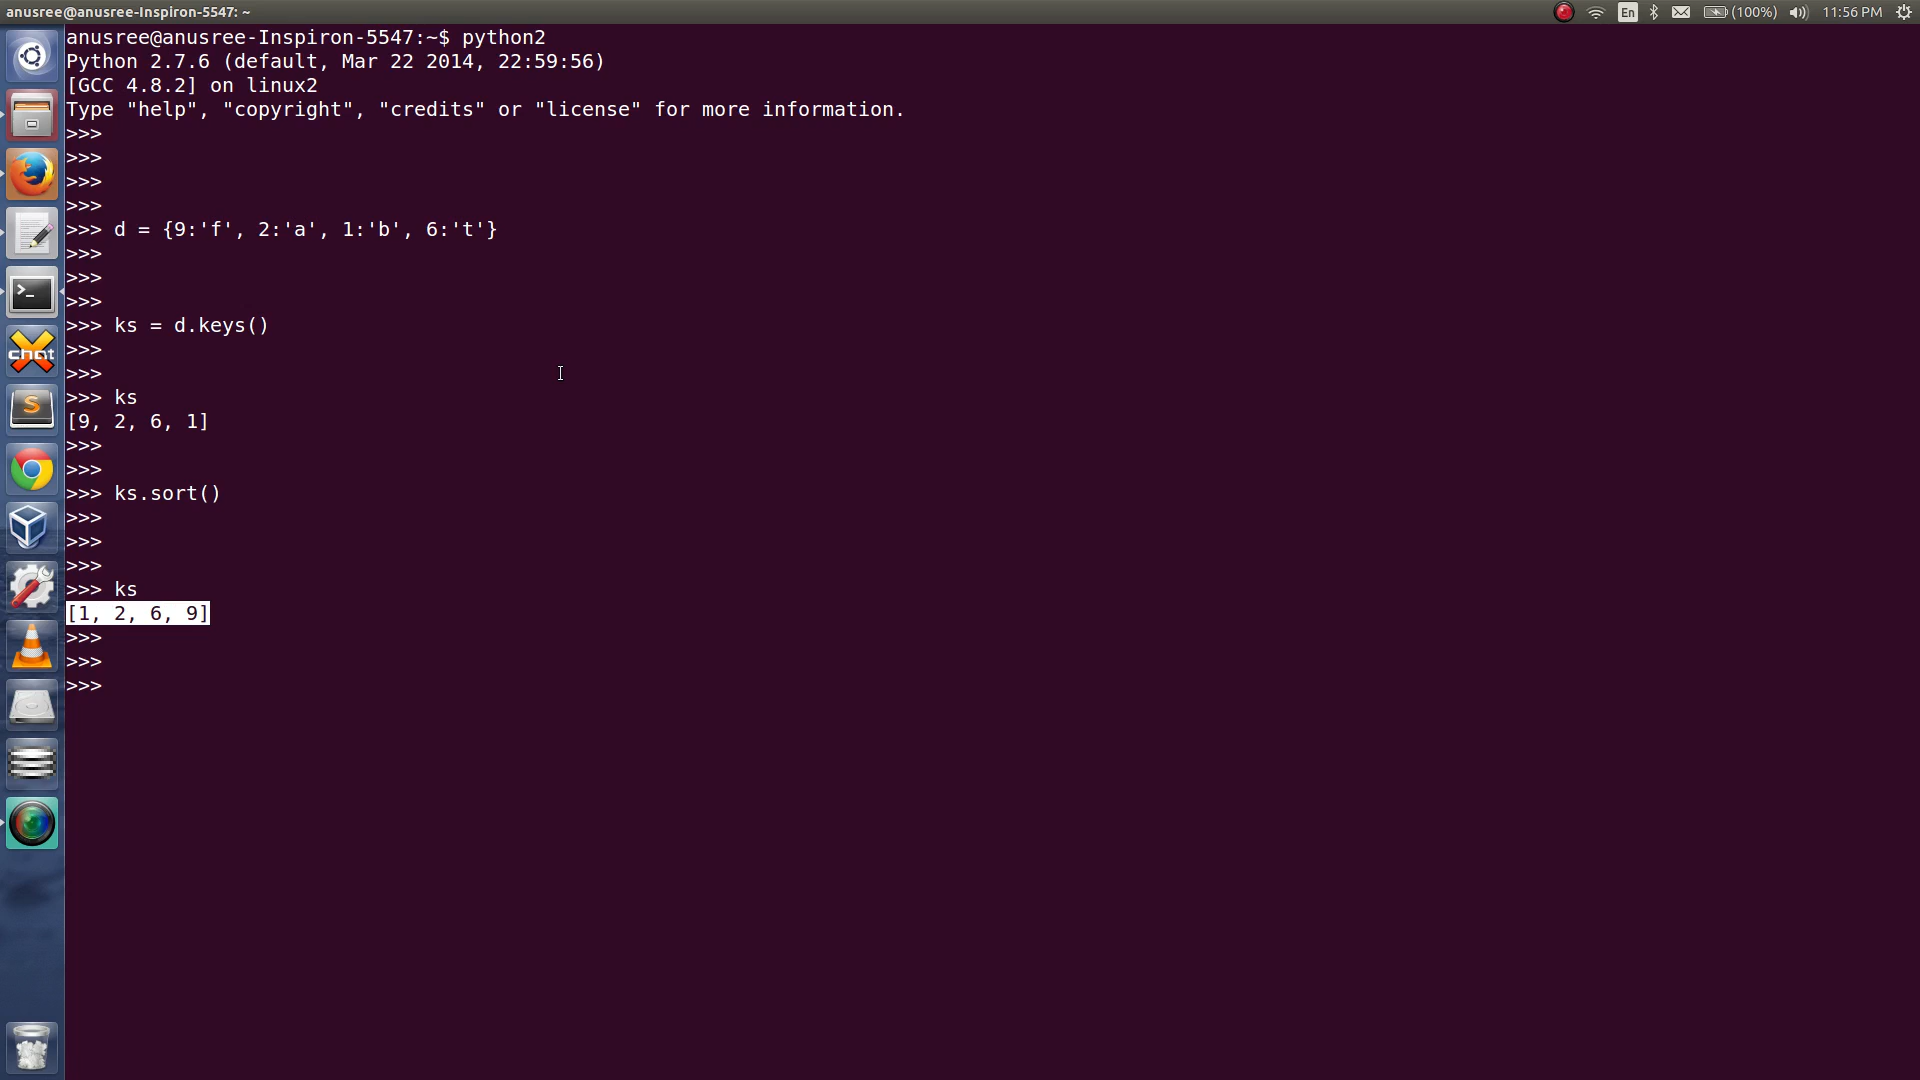 anusree@anusree-Inspiron-5547: ~
En (100%) 11:56 PM
anusree@anusree-Inspiron-5547:~$ python2
Python 2.7.6 (default, Mar 22 2014, 22:59:56)
[GCC 4.8.2] on linux2
Type "help", "copyright", "credits" or "license" for more information.
>>>
>>>
>>>
>>>
>>> d = {9:'f', 2:'a', 1:'b', 6:'t'}
>>>
>>>
>>>
>>> ks = d.keys()
>>>
>>>
>>> ks
[9, 2, 6, 1]
>>>
>>>
>>> ks.sort()
>>>
>>>
>>>
>>> ks
[1, 2, 6, 9]
>>>
>>>
>>>
>_
chat
S